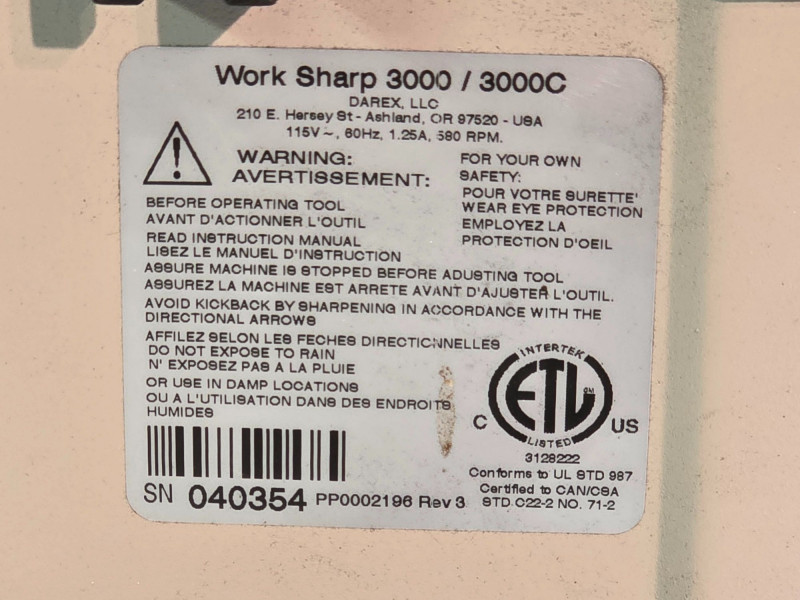 Work Sharp 3000 / 3000C
DAREX, LLC
210 E. Hersey St - Ashland, OR 97520 - USA
115V ~, 60Hz, 1.25A, 580 RPM.
WARNING:
AVERTISSEMENT:
FOR YOUR OWN
SAFETY:
POUR VOTRE SURETTE'
WEAR EYE PROTECTION
EMPLOYEZ LA
PROTECTION D'OEIL
BEFORE OPERATING TOOL
AVANT D'ACTIONNER L'OUTIL
READ INSTRUCTION MANUAL
LISEZ LE MANUEL D'INSTRUCTION
ASSURE MACHINE IS STOPPED BEFORE ADUSTING TOOL
ASSUREZ LA MACHINE EST ARRETE AVANT D'AJUSTER L'OUTIL.
AVOID KICKBACK BY SHARPENING IN ACCORDANCE WITH THE
DIRECTIONAL ARROWS
AFFILEZ SELON LES FECHES DIRECTIONNELLES
DO NOT EXPOSE TO RAIN
N' EXPOSEZ PAS A LA PLUIE
OR USE IN DAMP LOCATIONS
OU A L'UTILISATION DANS DES ENDROITS
HUMIDES
SN 040354 PP0002196 Rev 3
INTERTEK
ETL CM
LISTED
C US
3128222
Conforms to UL STD 987
Certified to CAN/CSA
STD C22-2 NO. 71-2